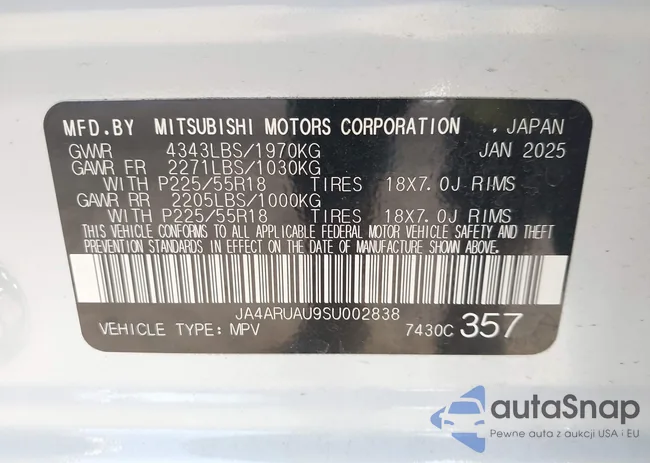 MFD.BY MITSUBISHI MOTORS CORPORATION . JAPAN
GVWR 4343LBS/1970KG JAN 2025
GAWR FR 2271LBS/1030KG
WITH P225/55R18 TIRES 18X7.0J RIMS
GAWR RR 2205LBS/1000KG
WITH P225/55R18 TIRES 18X7.0J RIMS
THIS VEHICLE CONFORMS TO ALL APPLICABLE FEDERAL MOTOR VEHICLE SAFETY AND THEFT
PREVENTION STANDARDS IN EFFECT ON THE DATE OF MANUFACTURE SHOWN ABOVE.
JA4ARUAU9SU002838
VEHICLE TYPE: MPV 7430C 357
autoSnap
Pewne auta z aukcji USA i EU